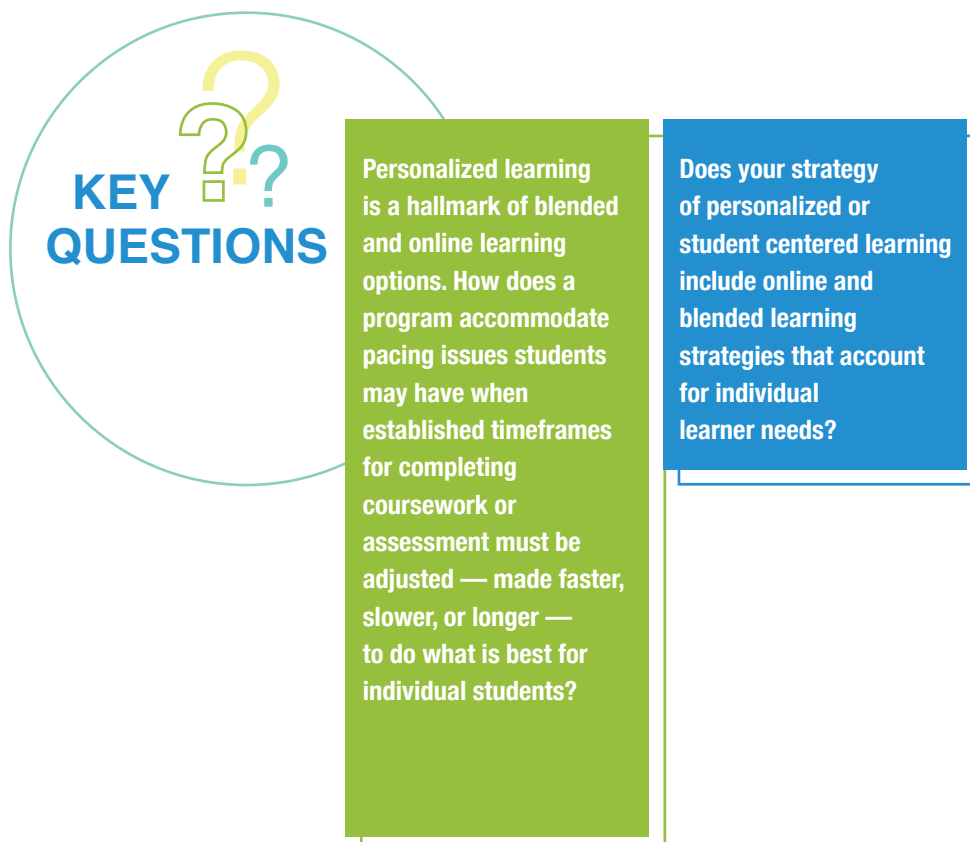 KEY
QUESTIONS
Personalized learning
is a hallmark of blended
and online learning
options. How does a
program accommodate
pacing issues students
may have when
established timeframes
for completing
coursework or
assessment must be
adjusted — made faster,
slower, or longer —
to do what is best for
individual students?
Does your strategy
of personalized or
student centered learning
include online and
blended learning
strategies that account
for individual
learner needs?